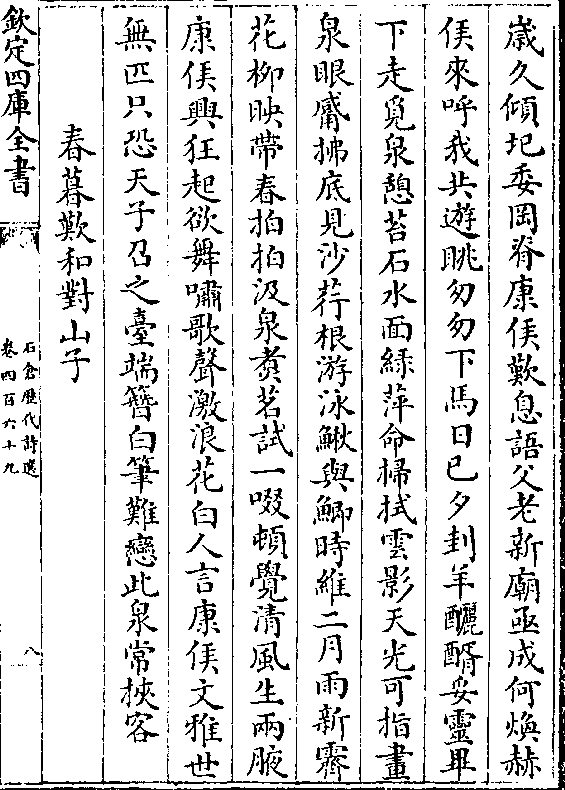 歳久傾圯委岡脊康侯歎息語父老新廟亟成何煥赫
侯來呼我共遊眺匆匆下馬日已夕刲羊釃醑妥靈畢
下走覓泉憩苔石水面緑萍命掃拭雲影天光可指畫
泉眼觱拂底見沙荇根游泳鰍與鯽時維二月雨新霽
花柳映帶春拍拍汲泉煑茗試一啜頓覺清風生兩腋
康侯興狂起欲舞嘯歌聲激浪花白人言康侯文雅世
無匹只恐天子召之臺端簪白筆難戀此泉常挾客
春暮歎和對山子
欽定四庫全書
石倉歴代詩選
卷四百六十九
八